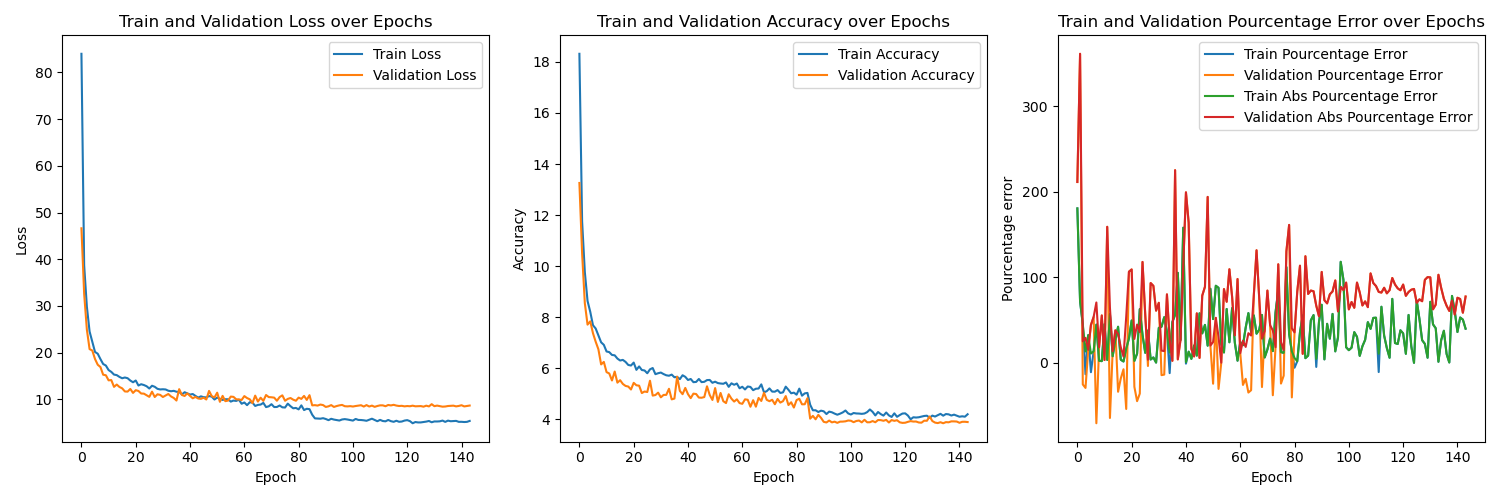 Train and Validation Loss over Epochs
Train Loss
Validation Loss
80
70
60
50
40
30
20
10
Loss
0
20
40
60
80
100
120
140
Epoch
Train and Validation Accuracy over Epochs
Train Accuracy
Validation Accuracy
18
16
14
12
10
8
6
4
Accuracy
0
20
40
60
80
100
120
140
Epoch
Train and Validation Pourcentage Error over Epochs
Train Pourcentage Error
Validation Pourcentage Error
Train Abs Pourcentage Error
Validation Abs Pourcentage Error
300
200
100
0
Pourcentage error
0
20
40
60
80
100
120
140
Epoch